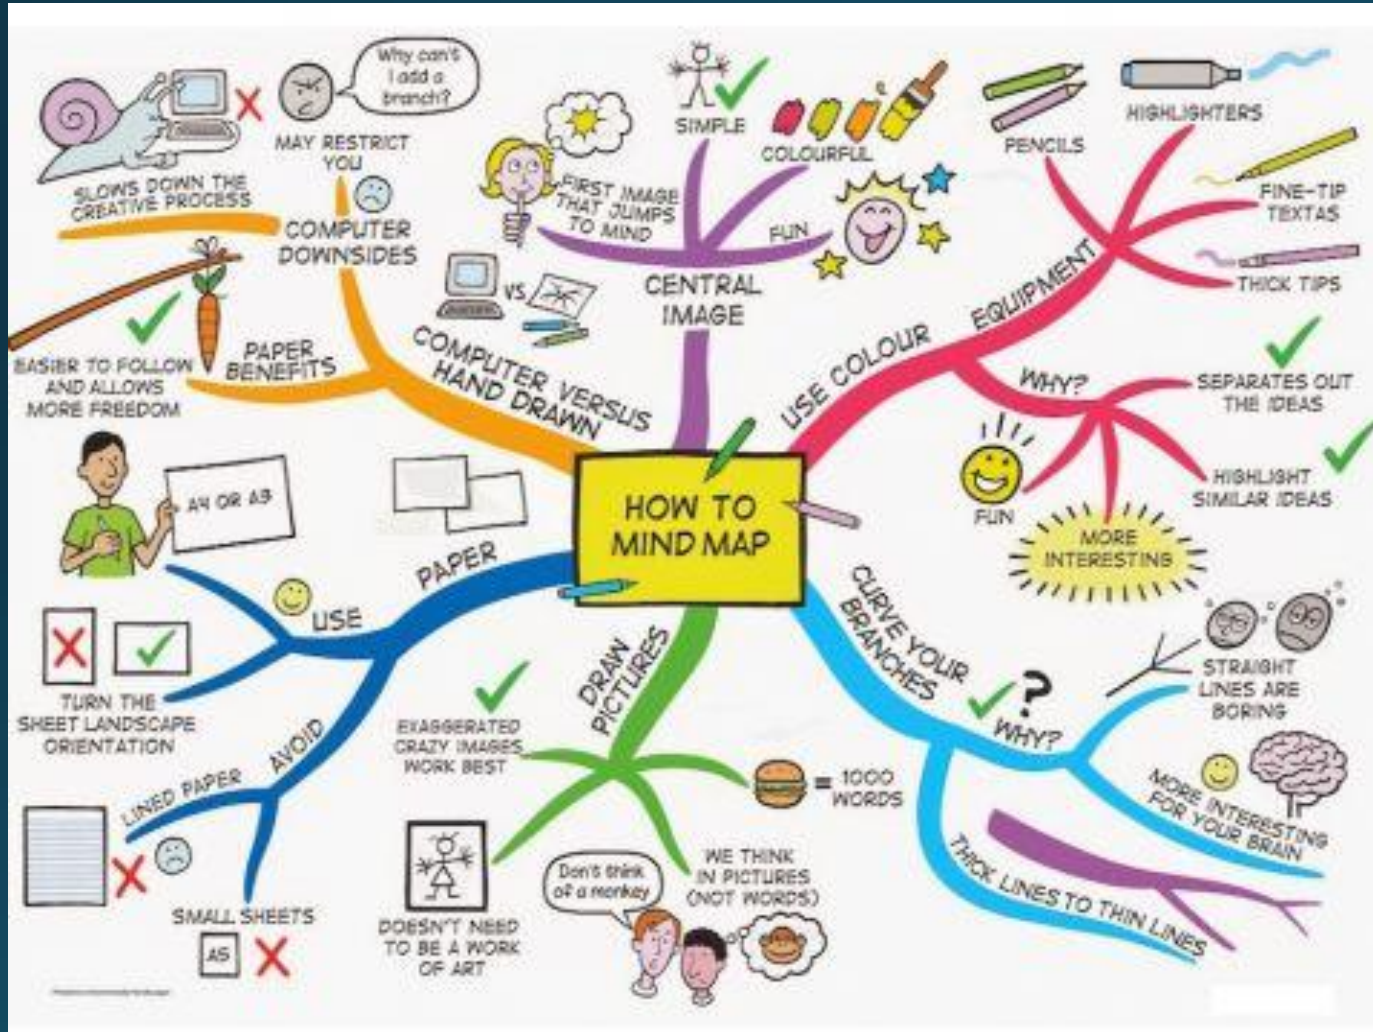 HOW TO
MIND MAP
CENTRAL
IMAGE
FIRST IMAGE
THAT JUMPS
TO MIND
SIMPLE
COLOURFUL
FUN
USE COLOUR
EQUIPMENT
PENCILS
HIGHLIGHTERS
FINE-TIP
TEXTAS
THICK TIPS
WHY?
SEPARATES OUT
THE IDEAS
HIGHLIGHT
SIMILAR IDEAS
MORE
INTERESTING
FUN
CURVE YOUR
BRANCHES
?
WHY?
STRAIGHT
LINES ARE
BORING
MORE INTERESTING
FOR YOUR BRAIN
THICK LINES TO THIN LINES
DRAW
PICTURES
= 1000
WORDS
WE THINK
IN PICTURES
(NOT WORDS)
Don't think
of a monkey
DOESN'T NEED
TO BE A WORK
OF ART
EXAGGERATED
CRAZY IMAGES
WORK BEST
PAPER
USE
A4 OR A3
TURN THE
SHEET LANDSCAPE
ORIENTATION
AVOID
LINED PAPER
SMALL SHEETS
A5
COMPUTER VERSUS
HAND DRAWN
VS
PAPER
BENEFITS
EASIER TO FOLLOW
AND ALLOWS
MORE FREEDOM
COMPUTER
DOWNSIDES
SLOWS DOWN THE
CREATIVE PROCESS
MAY RESTRICT
YOU
Why can't
I add a
branch?